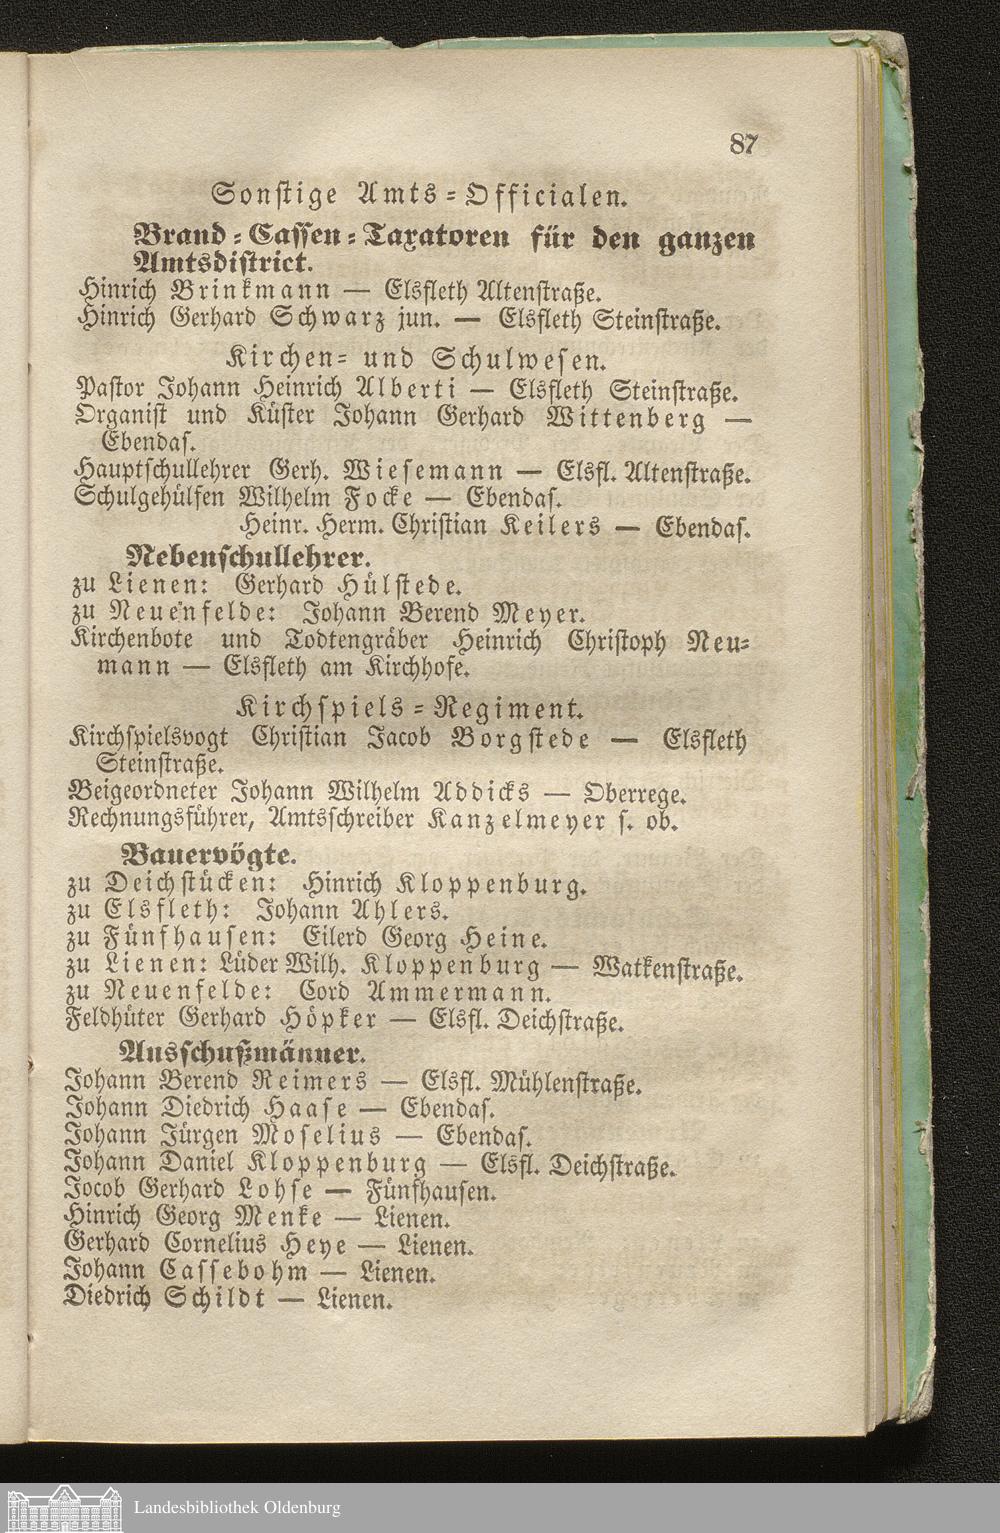 87
Sonstige Amts-Officialen.
Brand-Cassen-Taxatoren für den ganzen
Amtsdistrict.
Hinrich Brinkmann — Elsfleth Altenstraße.
Hinrich Gerhard Schwarz jun. — Elsfleth Steinstraße.
Kirchen- und Schulwesen.
Pastor Johann Heinrich Alberti — Elsfleth Steinstraße.
Organist und Küster Johann Gerhard Wittenberg —
Ebendas.
Hauptschullehrer Gerh. Wiesemann — Elsfl. Altenstraße.
Schulgehülfen Wilhelm Focke — Ebendas.
Heinr. Herm. Christian Keilers — Ebendas.
Nebenschullehrer.
zu Lienen: Gerhard Hülstede.
zu Neuenfelde: Johann Berend Meyer.
Kirchenbote und Todtengräber Heinrich Christoph Neu-
mann — Elsfleth am Kirchhofe.
Kirchspiels-Regiment.
Kirchspielsvogt Christian Jacob Borgstede — Elsfleth
Steinstraße.
Beigeordneter Johann Wilhelm Addicks — Oberrege.
Rechnungsführer, Amtsschreiber Kanzelmeyer s. ob.
Bauervögte.
zu Deichstücken: Hinrich Kloppenburg.
zu Elsfleth: Johann Ahlers.
zu Fünfhausen: Eilerd Georg Heine.
zu Lienen: Lüder Wilh. Kloppenburg — Watkenstraße.
zu Neuenfelde: Cord Ammermann.
Feldhüter Gerhard Höpker — Elsfl. Deichstraße.
Ausschußmänner.
Johann Berend Reimers — Elsfl. Mühlenstraße.
Johann Diedrich Haase — Ebendas.
Johann Jürgen Moselius — Ebendas.
Johann Daniel Kloppenburg — Elsfl. Deichstraße.
Jocob Gerhard Lohse — Fünfhausen.
Hinrich Georg Menke — Lienen.
Gerhard Cornelius Heye — Lienen.
Johann Cassebohm — Lienen.
Diedrich Schildt — Lienen.
Landesbibliothek Oldenburg